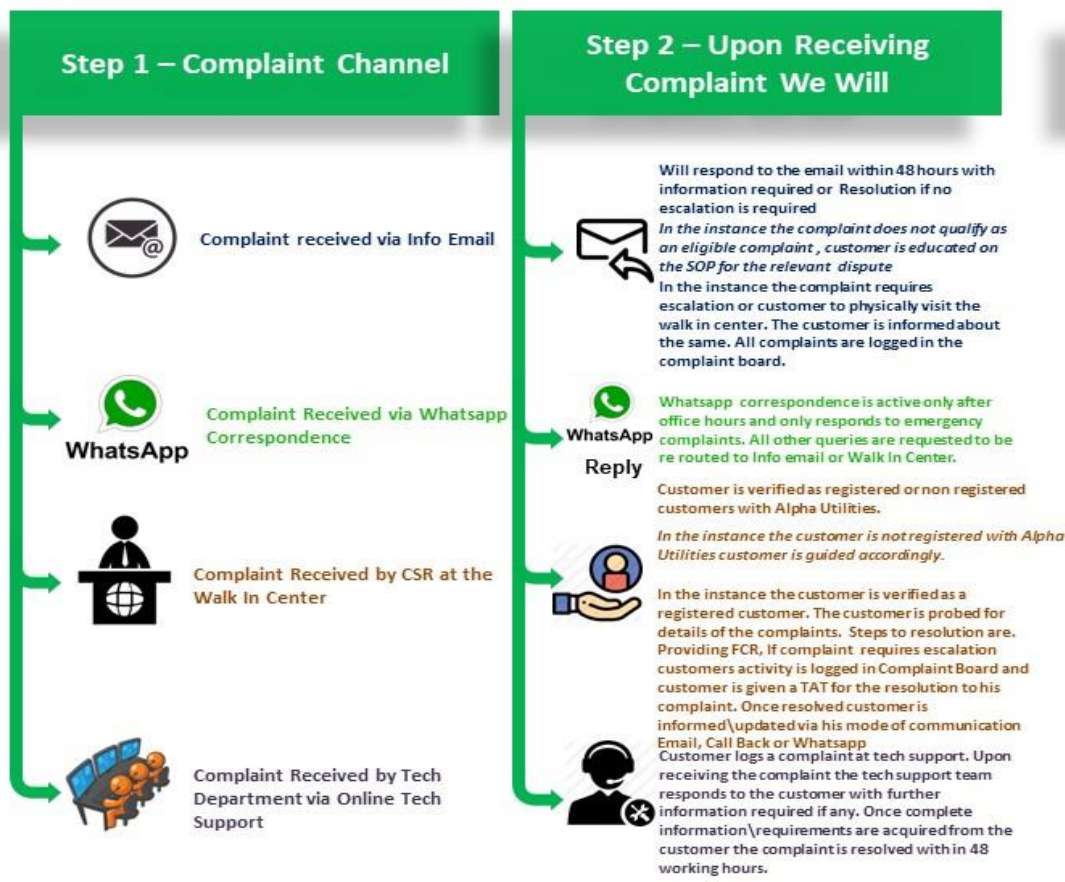 Step 1 – Complaint Channel
Complaint received via Info Email
WhatsApp
Complaint Received via Whatsapp
Correspondence
Complaint Received by CSR at the
Walk In Center
Complaint Received by Tech
Department via Online Tech
Support
Step 2 – Upon Receiving
Complaint We Will
Will respond to the email within 48 hours with
information required or Resolution if no
escalation is required
In the instance the complaint does not qualify as
an eligible complaint , customer is educated on
the SOP for the relevant dispute
In the instance the complaint requires
escalation or customer to physically visit the
walk in center. The customer is informed about
the same. All complaints are logged in the
complaint board.
WhatsApp
Reply
Whatsapp correspondence is active only after
office hours and only responds to emergency
complaints. All other queries are requested to be
re routed to Info email or Walk In Center.
Customer is verified as registered or non registered
customers with Alpha Utilities.
In the instance the customer is not registered with Alpha
Utilities customer is guided accordingly.
In the instance the customer is verified as a
registered customer. The customer is probed for
details of the complaints. Steps to resolution are.
Providing FCR, If complaint requires escalation
customers activity is logged in Complaint Board and
customer is given a TAT for the resolution to his
complaint. Once resolved customer is
informed\updated via his mode of communication
Email, Call Back or Whatsapp
Customer logs a complaint at tech support. Upon
receiving the complaint the tech support team
responds to the customer with further
information required if any. Once complete
information\requirements are acquired from the
customer the complaint is resolved with in 48
working hours.